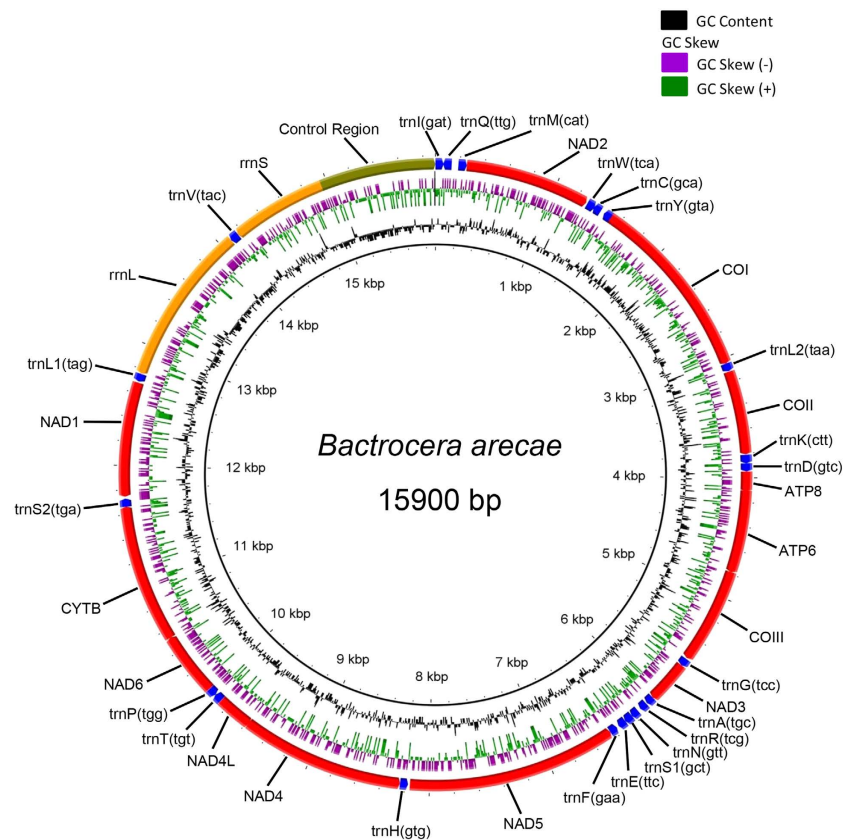 GC Content
GC Skew
GC Skew (-)
GC Skew (+)
Control Region
trnI(gat)
trnQ(ttg)
trnM(cat)
NAD2
trnW(tca)
trnC(gca)
trnY(gta)
COI
trnL2(taa)
COII
trnK(ctt)
trnD(gtc)
ATP8
ATP6
COIII
trnG(tcc)
NAD3
trnA(tgc)
trnR(tcg)
trnN(gtt)
trnS1(gct)
trnE(ttc)
trnF(gaa)
NAD5
trnH(gtg)
NAD4
NAD4L
trnT(tgt)
trnP(tgg)
NAD6
CYTB
trnS2(tga)
NAD1
trnL1(tag)
rrnL
trnV(tac)
rrnS
1 kbp
2 kbp
3 kbp
4 kbp
5 kbp
6 kbp
7 kbp
8 kbp
9 kbp
10 kbp
11 kbp
12 kbp
13 kbp
14 kbp
15 kbp
Bactrocera arecae
15900 bp